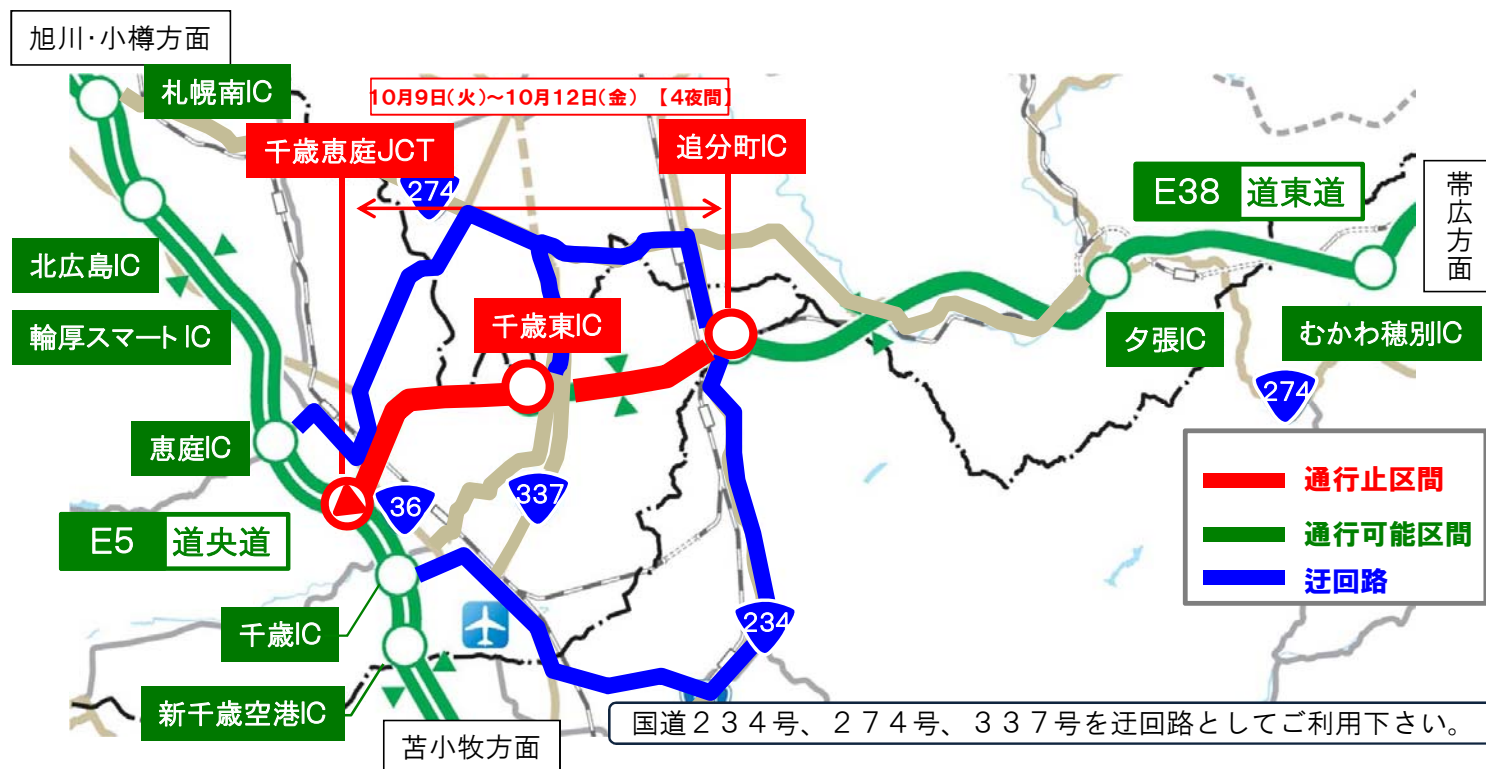 旭川・小樽方面
札幌南IC
10月9日(火)～10月12日(金) 【4夜間】
千歳恵庭JCT
追分町IC
274
E38 道東道
帯広方面
北広島IC
輪厚スマートIC
千歳東IC
夕張IC
むかわ穂別IC
274
恵庭IC
36
337
通行止区間
通行可能区間
迂回路
E5 道央道
千歳IC
234
新千歳空港IC
苫小牧方面
国道２３４号、２７４号、３３７号を迂回路としてご利用下さい。